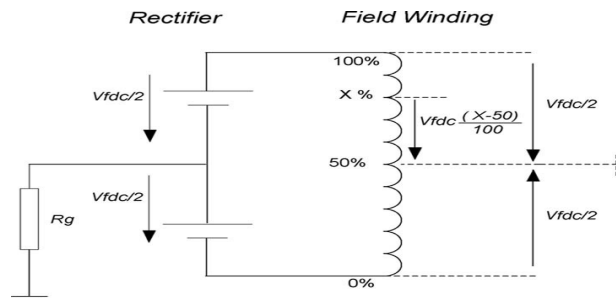 Rectifier
Field Winding
100%
X %
Vfdc/2
Vfdc (X-50)
100
Vfdc/2
50%
Vfdc/2
Rg
Vfdc/2
0%